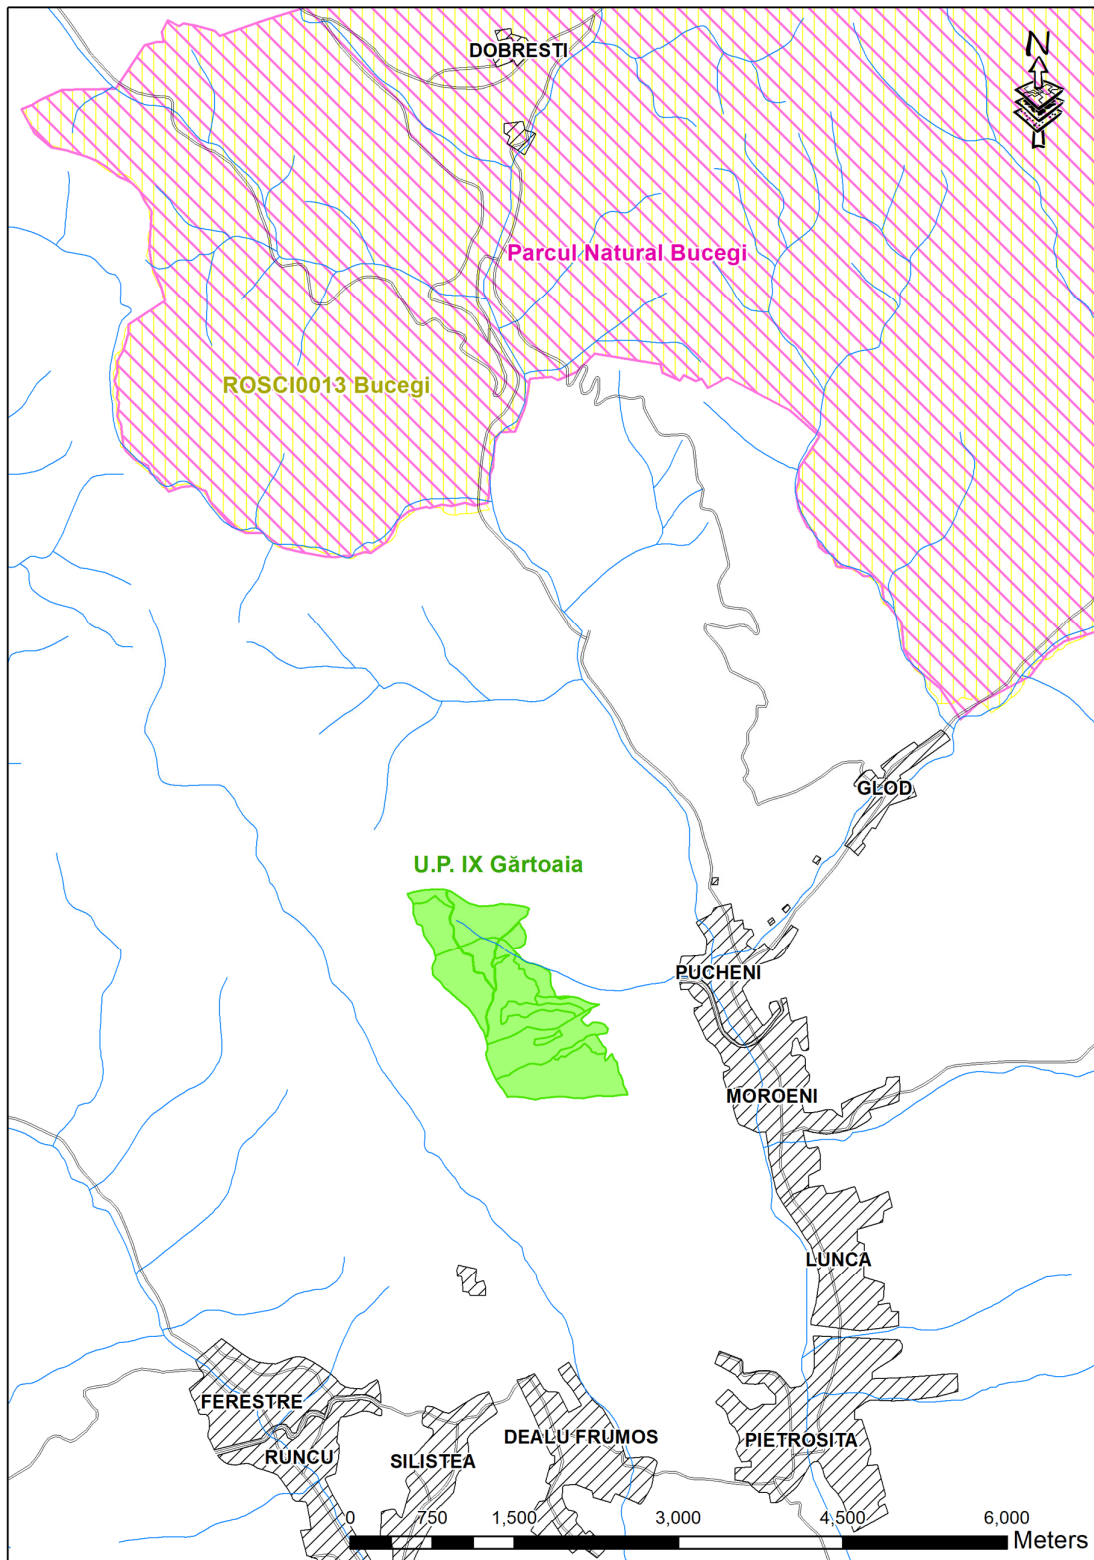 DOBRESTI
N
Parcul Natural Bucegi
ROSCI0013 Bucegi
GLOD
U.P. IX Gărtoaia
PUCHENI
MOROENI
LUNCA
FERESTRE
DEALU FRUMOS
PIETROSITA
RUNCU
SILISTEA
0 750 1,500 3,000 4,500 6,000
Meters